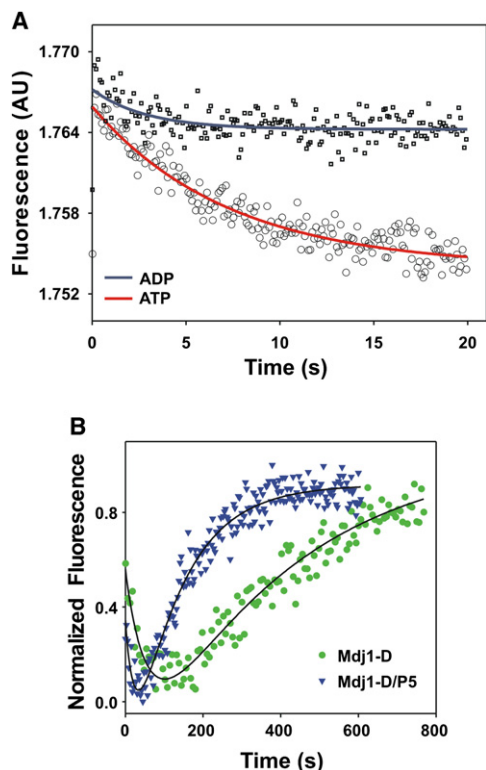 A
Fluorescence (AU)
1.770
1.764
1.758
1.752
ADP
ATP
0 5 10 15 20
Time (s)
B
Normalized Fluorescence
0.8
0.4
0.0
Mdj1-D
Mdj1-D/P5
0 200 400 600 800
Time (s)